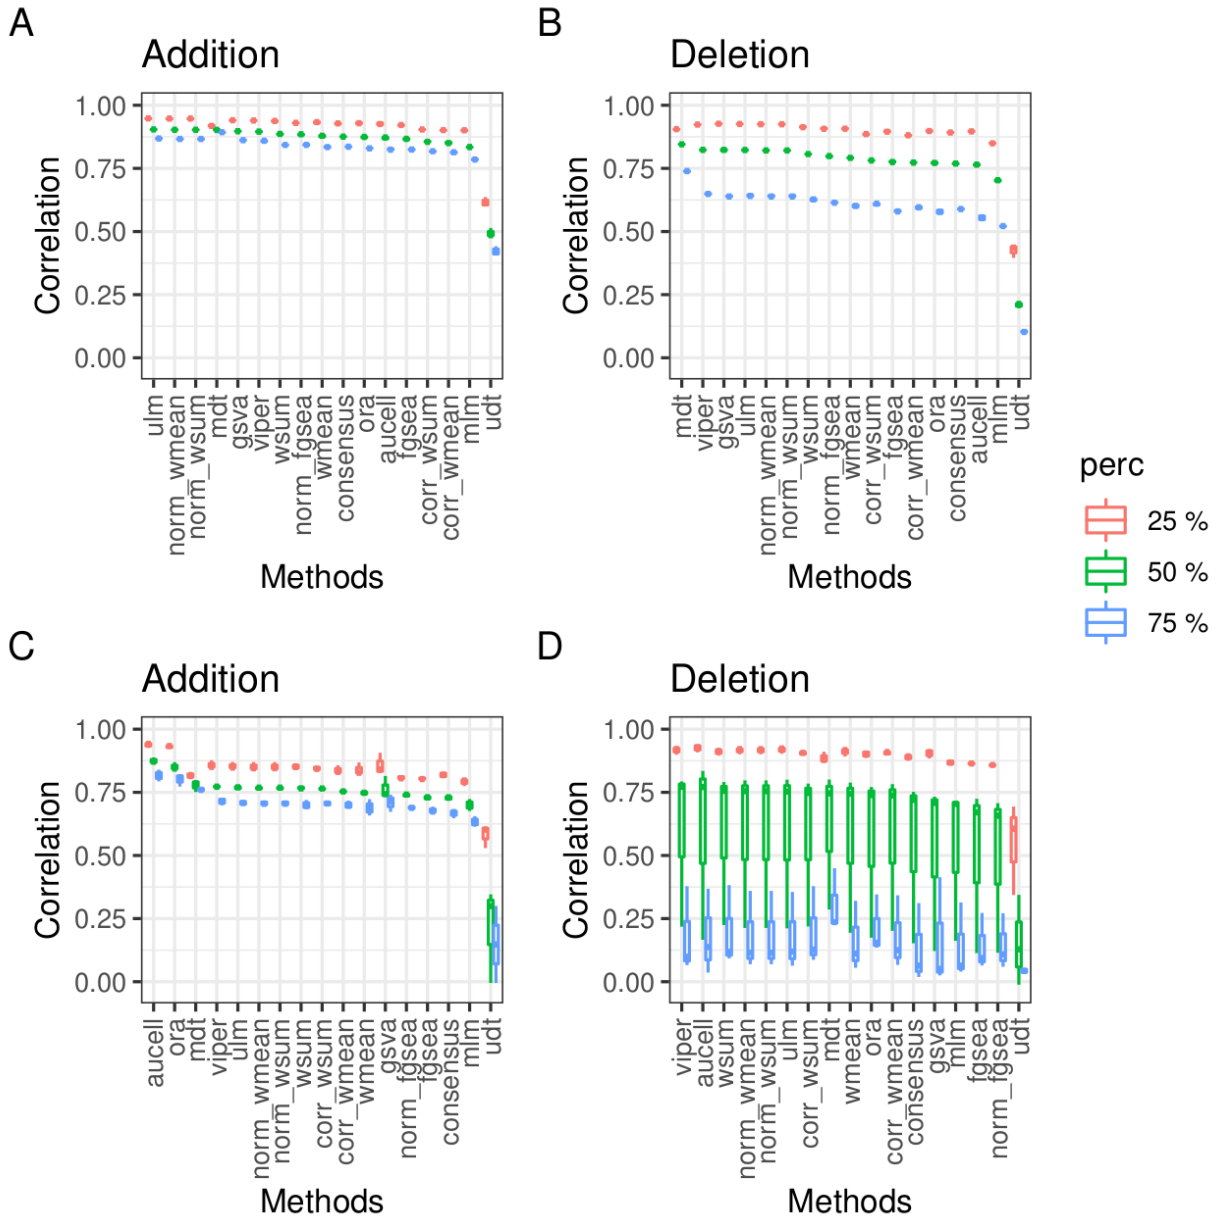 A
Addition
Correlation
1.00
0.75
0.50
0.25
0.00
ulm
norm_wmean
norm_wsum
mdt
gsva
viper
wsum
norm_fgsea
wmean
consensus
ora
aucell
fgsea
corr_wsum
corr_wmean
mlm
udt
Methods
B
Deletion
Correlation
1.00
0.75
0.50
0.25
0.00
mdt
viper
gsva
ulm
norm_wmean
norm_wsum
wsum
norm_fgsea
wmean
corr_wsum
fgsea
corr_wmean
ora
consensus
aucell
mlm
udt
Methods
perc
25 %
50 %
75 %
C
Addition
Correlation
1.00
0.75
0.50
0.25
0.00
aucell
ora
mdt
viper
ulm
norm_wmean
norm_wsum
wsum
corr_wsum
corr_wmean
wmean
gsva
norm_fgsea
fgsea
consensus
mlm
udt
Methods
D
Deletion
Correlation
1.00
0.75
0.50
0.25
0.00
viper
aucell
wsum
norm_wmean
norm_wsum
ulm
corr_wsum
mdt
wmean
ora
corr_wmean
consensus
gsva
mlm
fgsea
norm_fgsea
udt
Methods